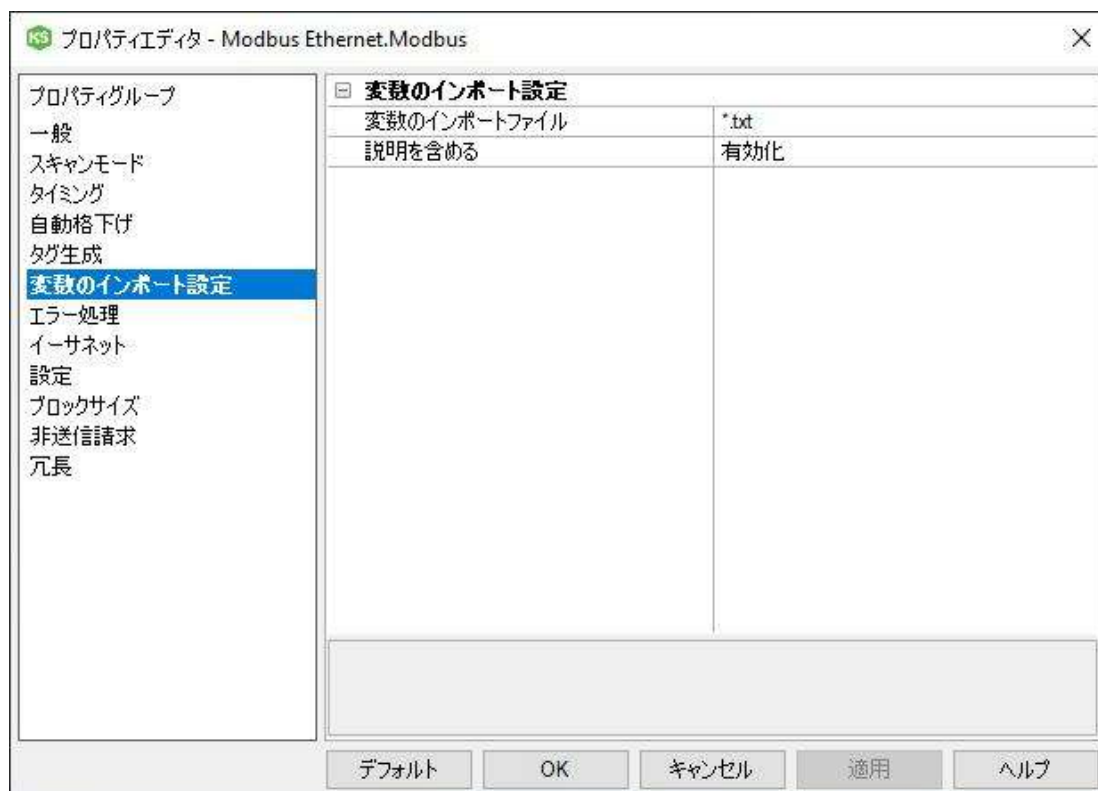 KS プロパティエディタ - Modbus Ethernet.Modbus
プロパティグループ
一般
スキャンモード
タイミング
自動格下げ
タグ生成
変数のインポート設定
エラー処理
イーサネット
設定
ブロックサイズ
非送信請求
冗長
変数のインポート設定
変数のインポートファイル *.txt
説明を含める 有効化
デフォルト OK キャンセル 適用 ヘルプ